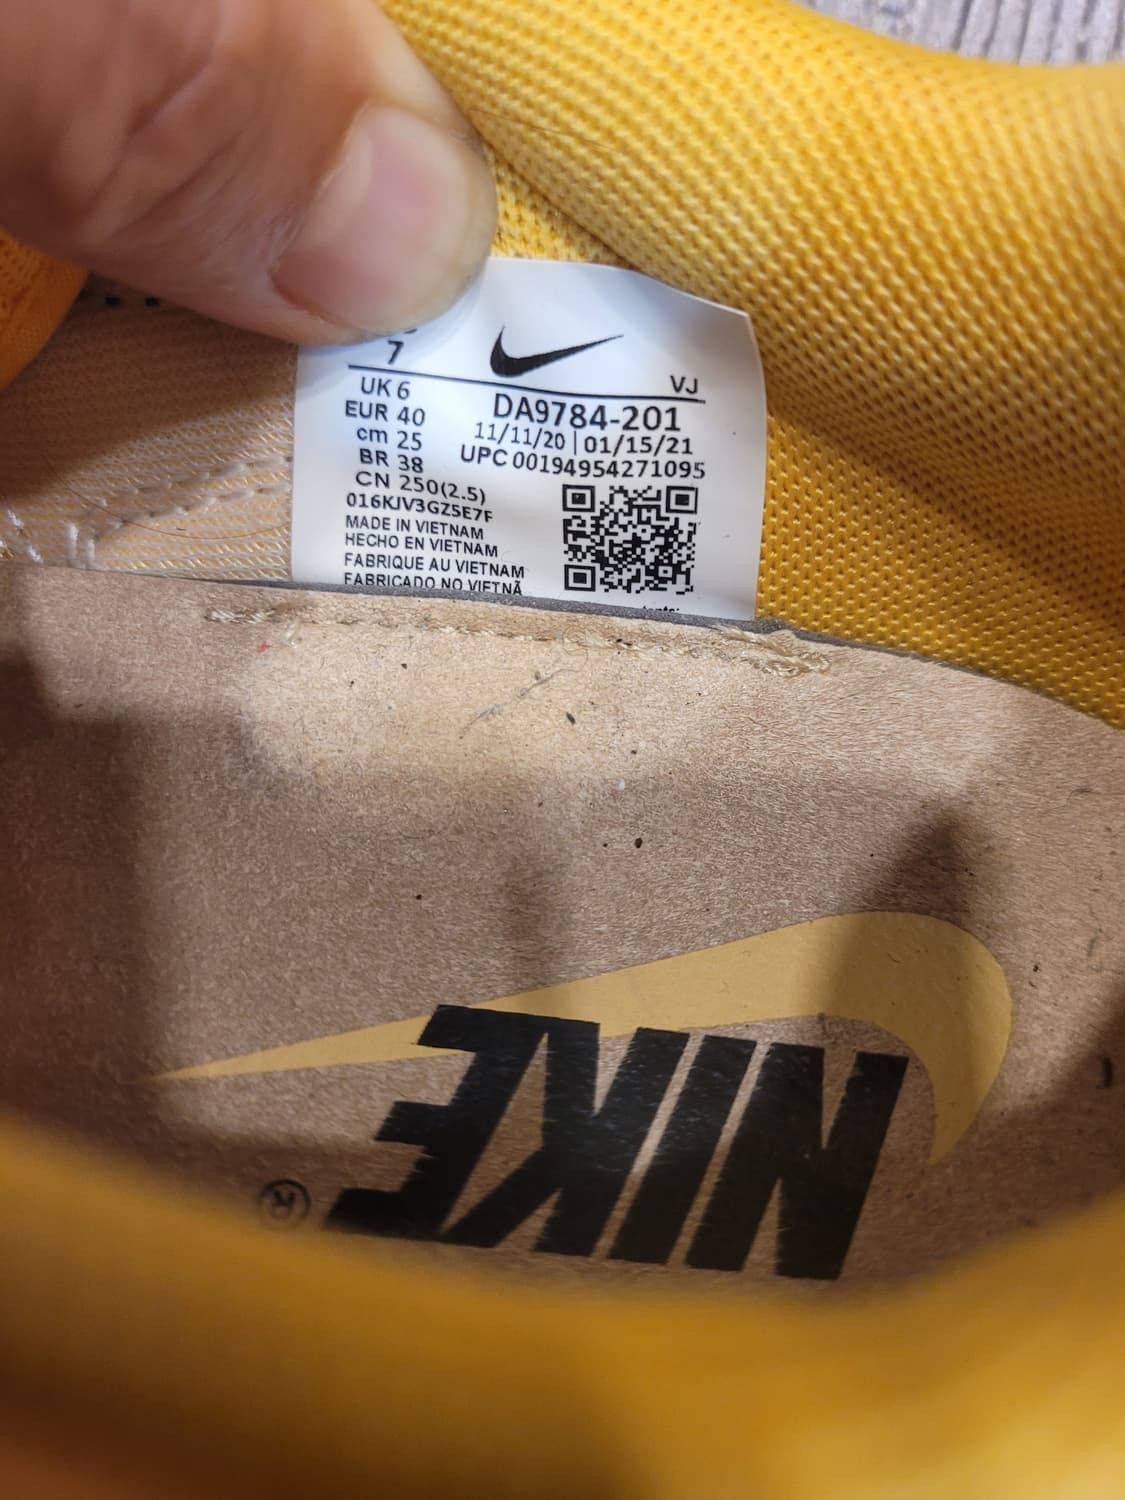 7
VJ
UK 6
EUR 40
cm 25
BR 38
CN 250(2.5)
DA9784-201
11/11/20 | 01/15/21
UPC 00194954271095
016KJV3GZ5E7F
MADE IN VIETNAM
HECHO EN VIETNAM
FABRIQUE AU VIETNAM
FABRICADO NO VIETNÃ
NIKE ®